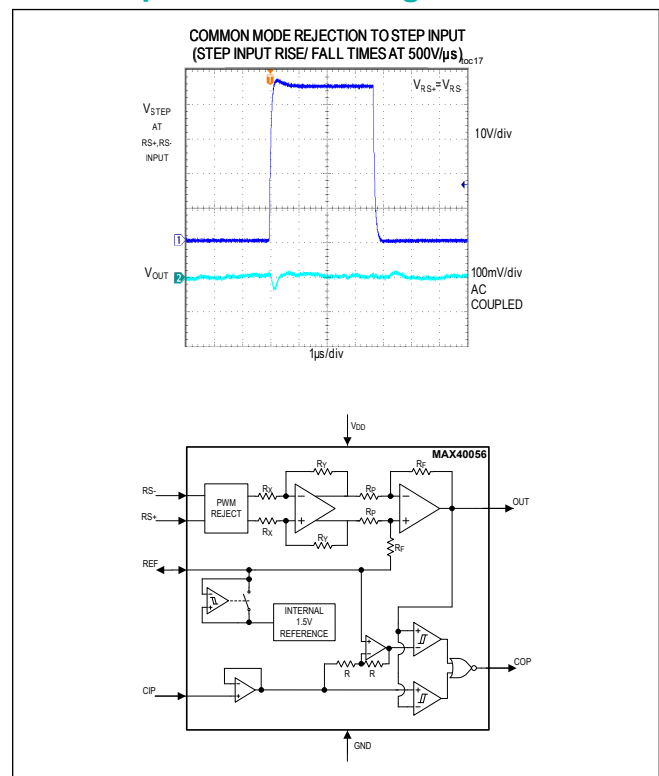 COMMON MODE REJECTION TO STEP INPUT
(STEP INPUT RISE/ FALL TIMES AT 500V/µs)
toc17
VRS+=VRS-
VSTEP
AT
RS+,RS-
INPUT
10V/div
1
VOUT
2
100mV/div
AC
COUPLED
1µs/div
VDD
MAX40056
RY
RF
RS-
RX
RP
OUT
PWM
REJECT
RS+
RX
RP
RY
RF
REF
INTERNAL
1.5V
REFERENCE
R
R
COP
CIP
GND